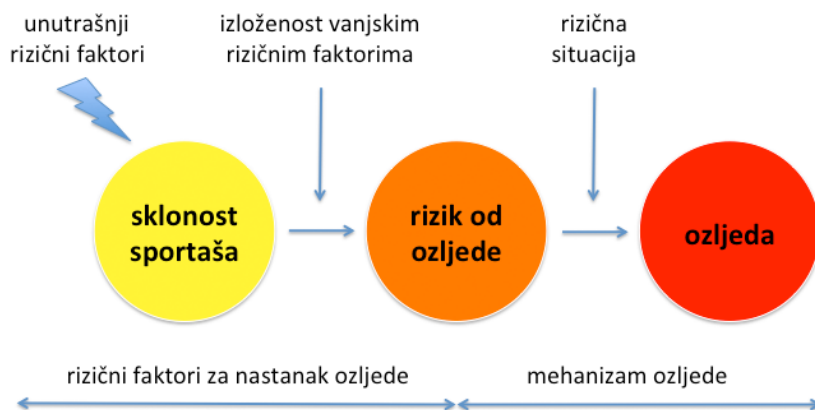 unutrašnji
rizični faktori
izloženost vanjskim
rizičnim faktorima
rizična
situacija
sklonost
sportaša
rizik od
ozljede
ozljeda
rizični faktori za nastanak ozljede
mehanizam ozljede